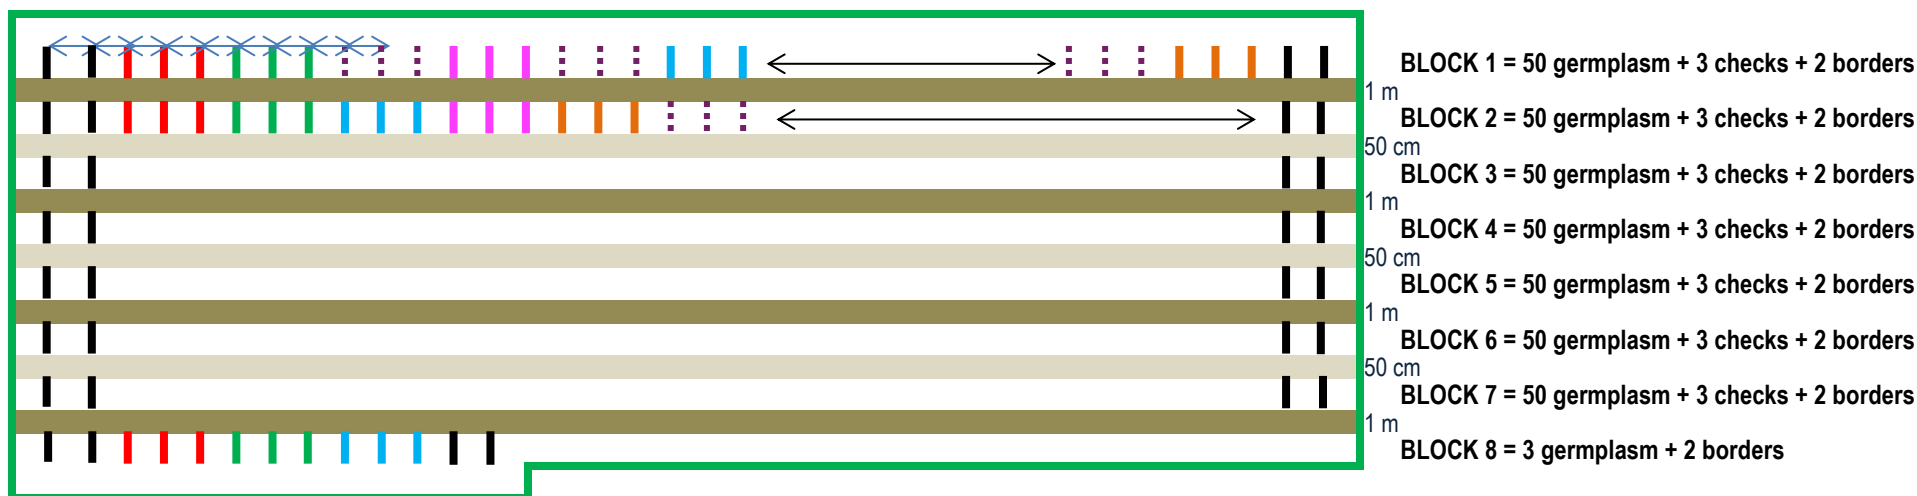 BLOCK 1 = 50 germplasm + 3 checks + 2 borders
1 m
BLOCK 2 = 50 germplasm + 3 checks + 2 borders
50 cm
BLOCK 3 = 50 germplasm + 3 checks + 2 borders
1 m
BLOCK 4 = 50 germplasm + 3 checks + 2 borders
50 cm
BLOCK 5 = 50 germplasm + 3 checks + 2 borders
1 m
BLOCK 6 = 50 germplasm + 3 checks + 2 borders
50 cm
BLOCK 7 = 50 germplasm + 3 checks + 2 borders
1 m
BLOCK 8 = 3 germplasm + 2 borders